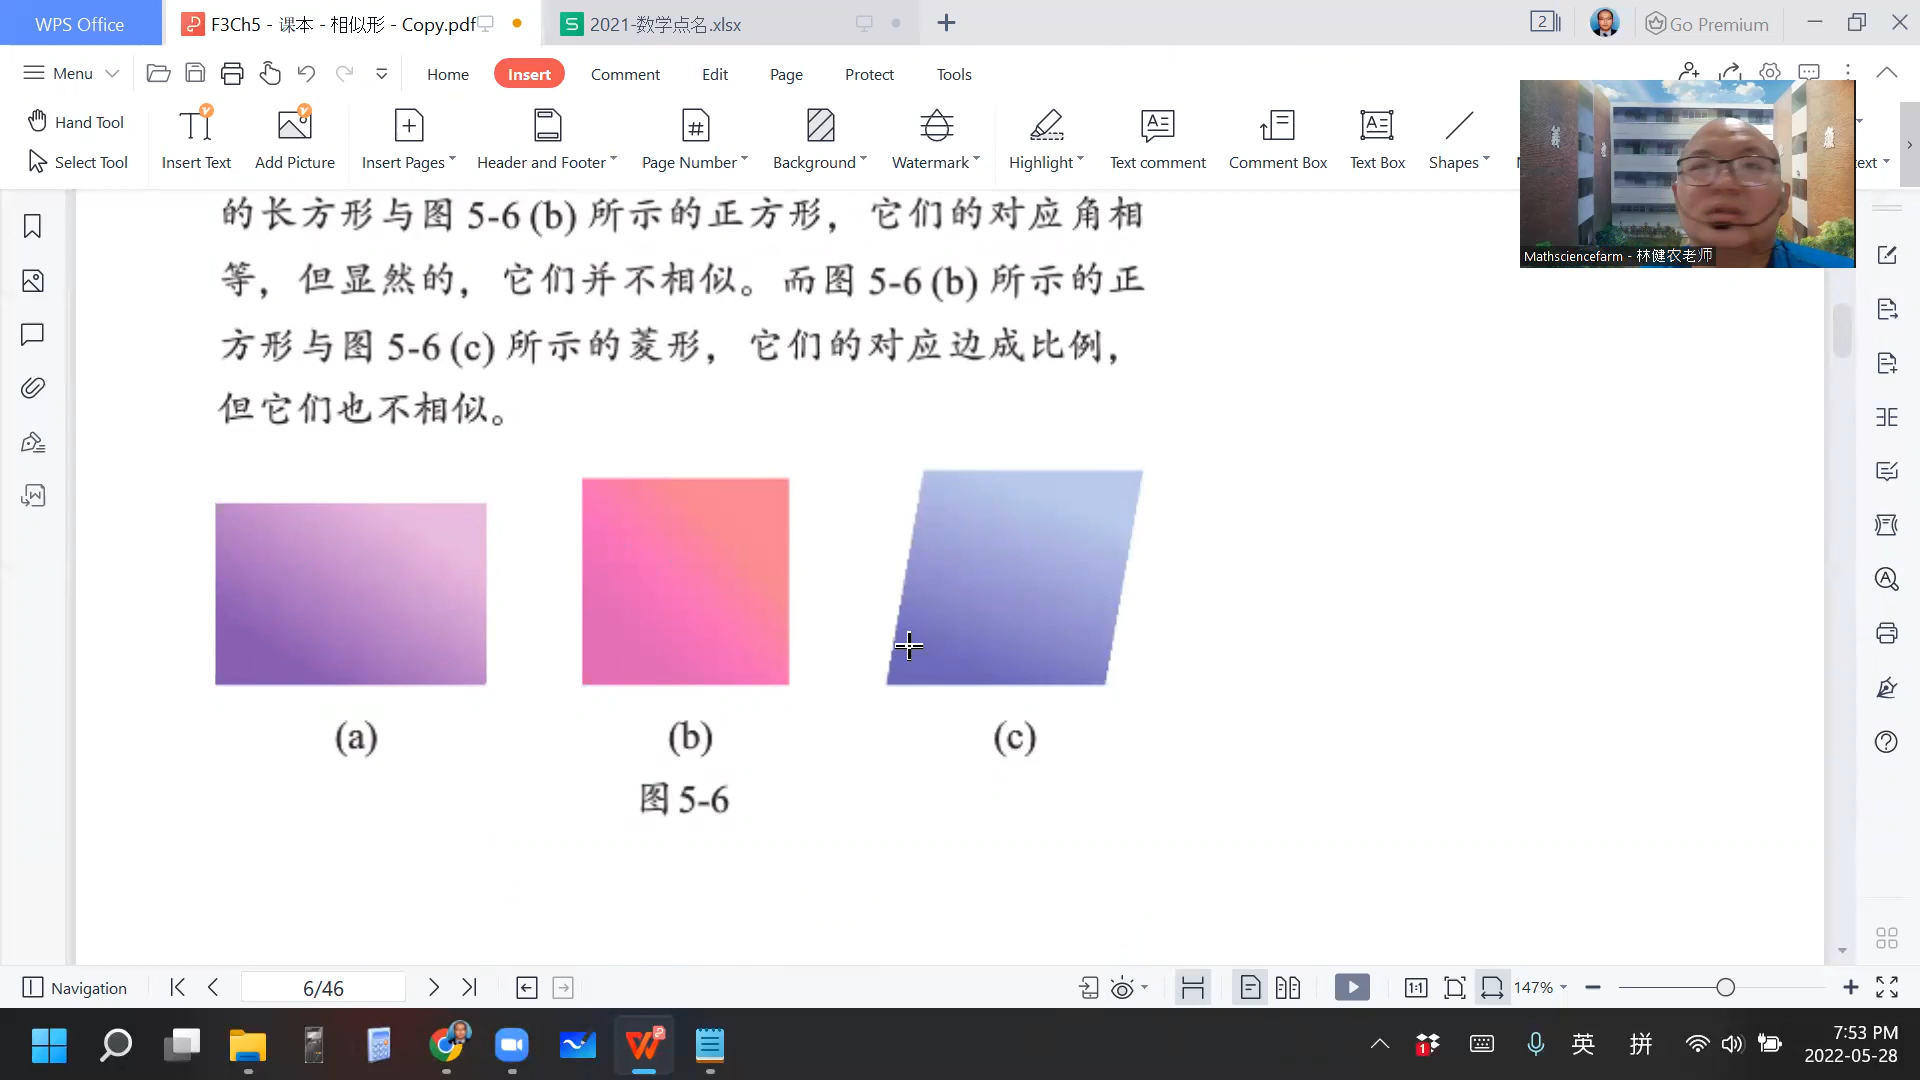 WPS Office
F3Ch5 - 课本 - 相似形 - Copy.pdf
2021-数学点名.xlsx
2
Go Premium
Menu
Home
Insert
Comment
Edit
Page
Protect
Tools
Hand Tool
Select Tool
Insert Text
Add Picture
Insert Pages
Header and Footer
Page Number
Background
Watermark
Highlight
Text comment
Comment Box
Text Box
Shapes
Mathsciencefarm - 林健农老师
的长方形与图 5-6 (b) 所示的正方形，它们的对应角相
等，但显然的，它们并不相似。而图 5-6 (b) 所示的正
方形与图 5-6 (c) 所示的菱形，它们的对应边成比例，
但它们也不相似。
(a)
(b)
(c)
图 5-6
Navigation
6/46
1:1
147%
1
英
拼
7:53 PM
2022-05-28